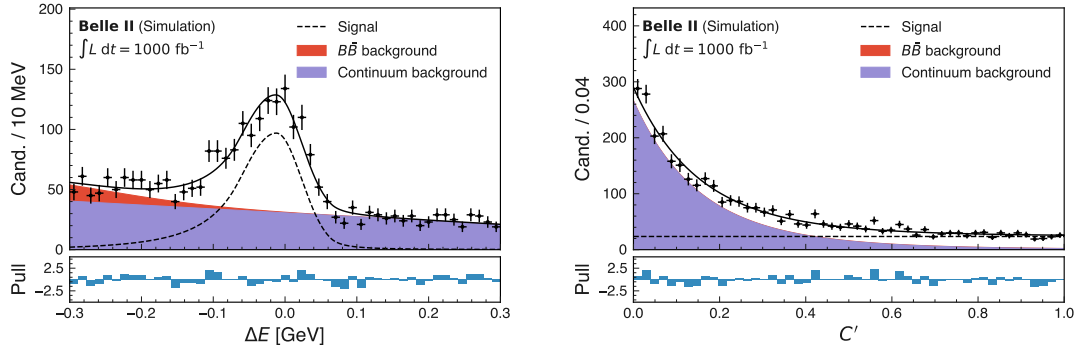 Belle II (Simulation)
∫L dt = 1000 fb⁻¹
Signal
BB̄ background
Continuum background
Cand. / 10 MeV
200
150
100
50
0
Pull
2.5
−2.5
−0.3 −0.2 −0.1 0.0 0.1 0.2 0.3
ΔE [GeV]
Belle II (Simulation)
∫L dt = 1000 fb⁻¹
Signal
BB̄ background
Continuum background
Cand. / 0.04
400
300
200
100
0
Pull
2.5
−2.5
0.0 0.2 0.4 0.6 0.8 1.0
C′